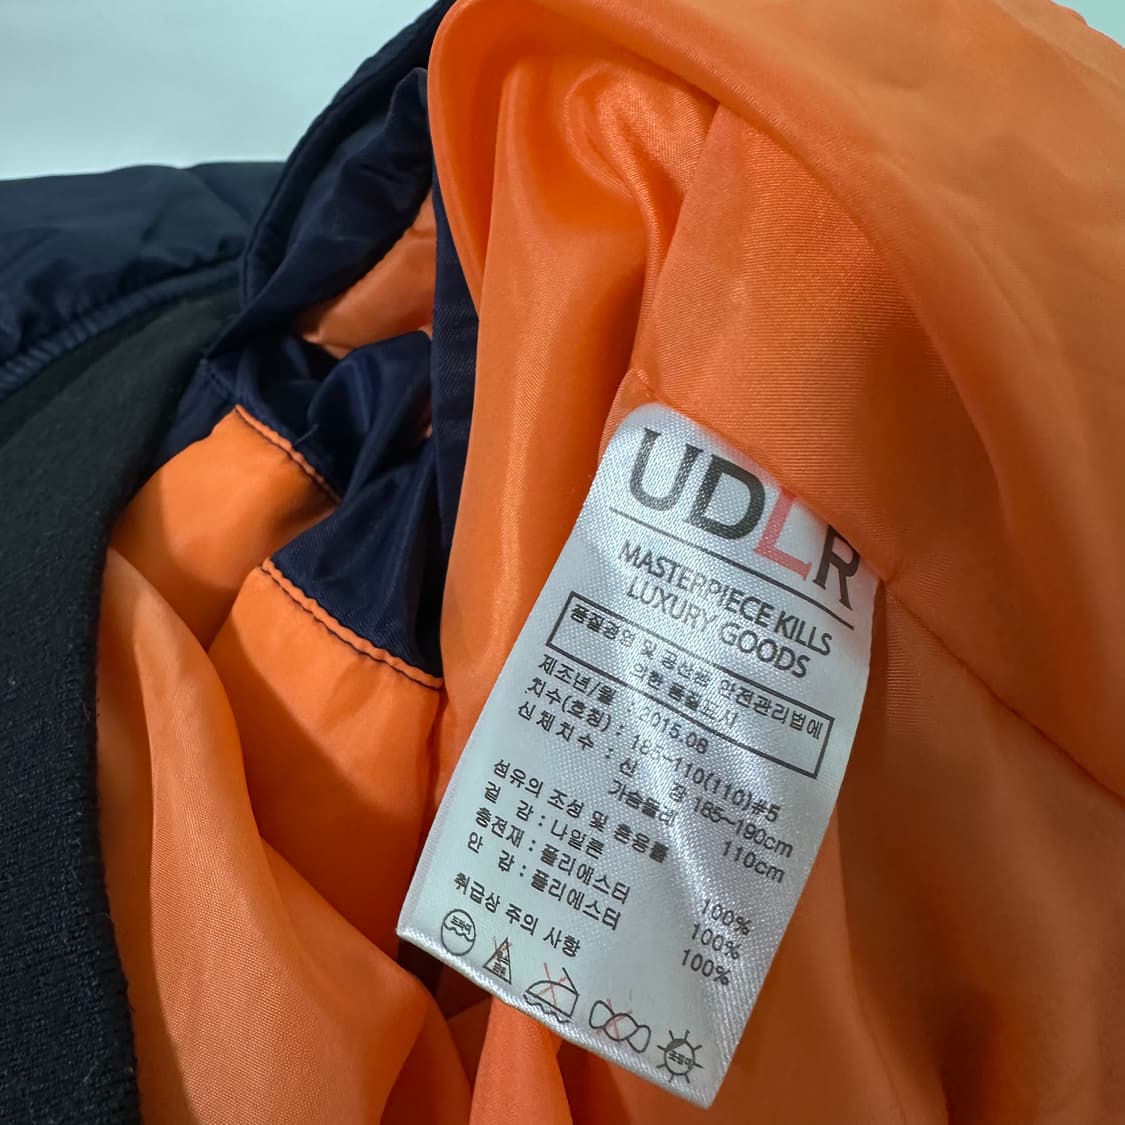 UDLR
MASTERPIECE KILLS
LUXURY GOODS
품질경영 및 공산품 안전관리법에
의한 품질표시
제조년/월 : 2015.08
치수(호칭) : 185-110(110)#5
신체치수 : 신 장 185~190cm
가슴둘레 110cm
섬유의 조성 및 혼용률
겉 감 : 나일론 100%
충전재 : 폴리에스터 100%
안 감 : 폴리에스터 100%
취급상 주의 사항
드라이